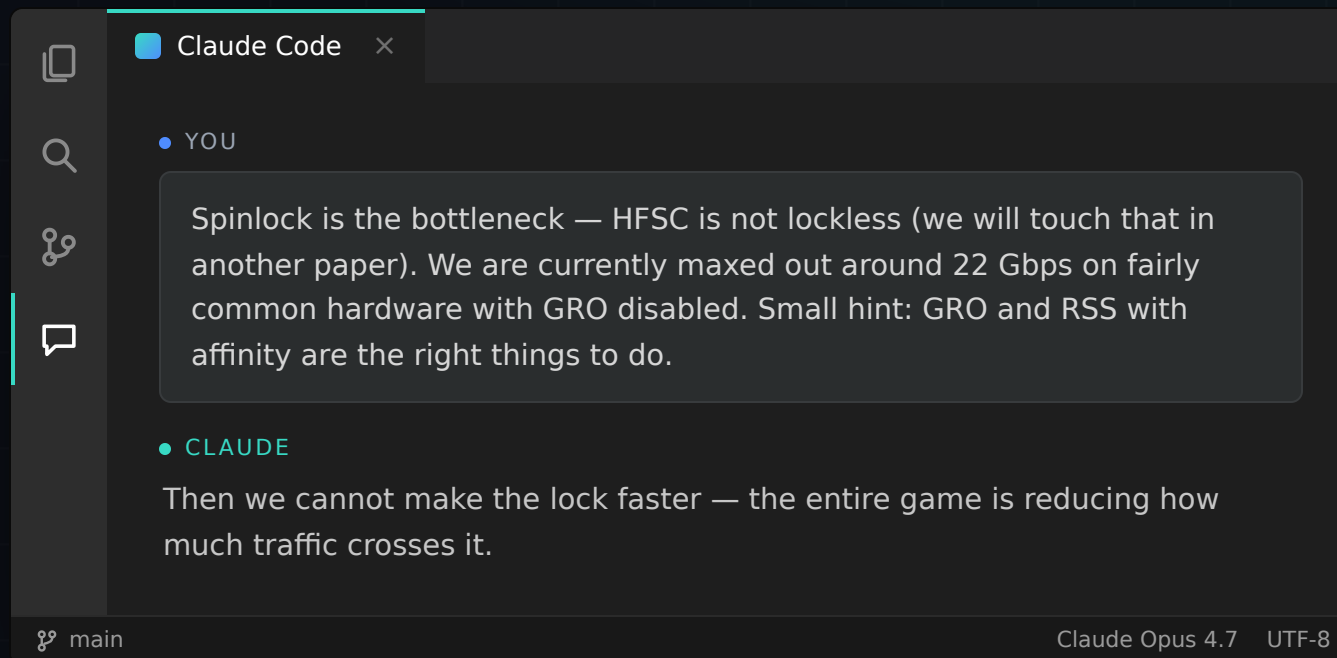 Claude Code
YOU
Spinlock is the bottleneck — HFSC is not lockless (we will touch that in
another paper). We are currently maxed out around 22 Gbps on fairly
common hardware with GRO disabled. Small hint: GRO and RSS with
affinity are the right things to do.
CLAUDE
Then we cannot make the lock faster — the entire game is reducing how
much traffic crosses it.
main Claude Opus 4.7 UTF-8